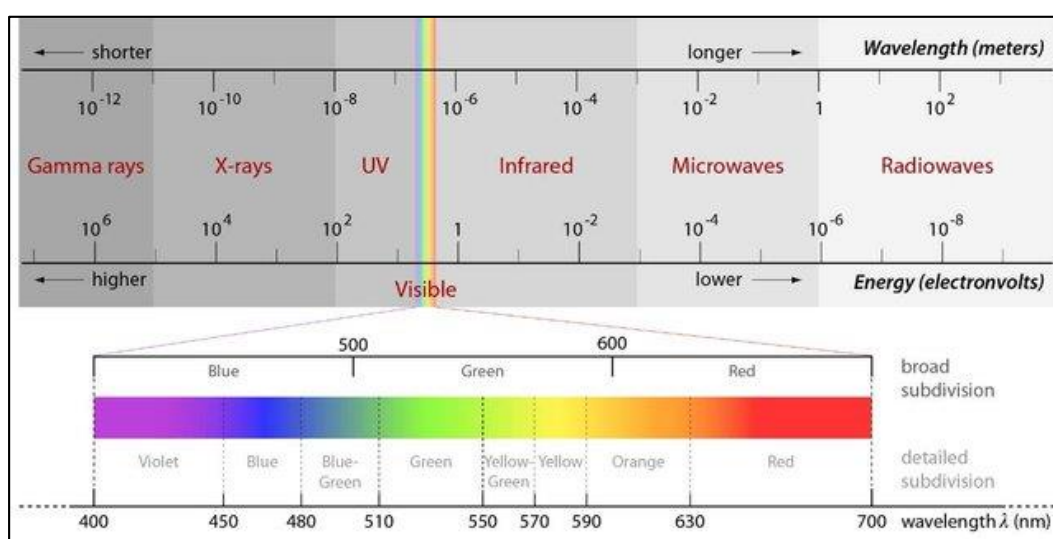 shorter longer Wavelength (meters)
10⁻¹² 10⁻¹⁰ 10⁻⁸ 10⁻⁶ 10⁻⁴ 10⁻² 1 10²
Gamma rays X-rays UV Infrared Microwaves Radiowaves
10⁶ 10⁴ 10² 1 10⁻² 10⁻⁴ 10⁻⁶ 10⁻⁸
higher Visible lower Energy (electronvolts)
500 600
Blue Green Red broad
subdivision
Violet Blue Blue-
Green Green Yellow-
Green Yellow Orange Red detailed
subdivision
400 450 480 510 550 570 590 630 700 wavelength λ (nm)